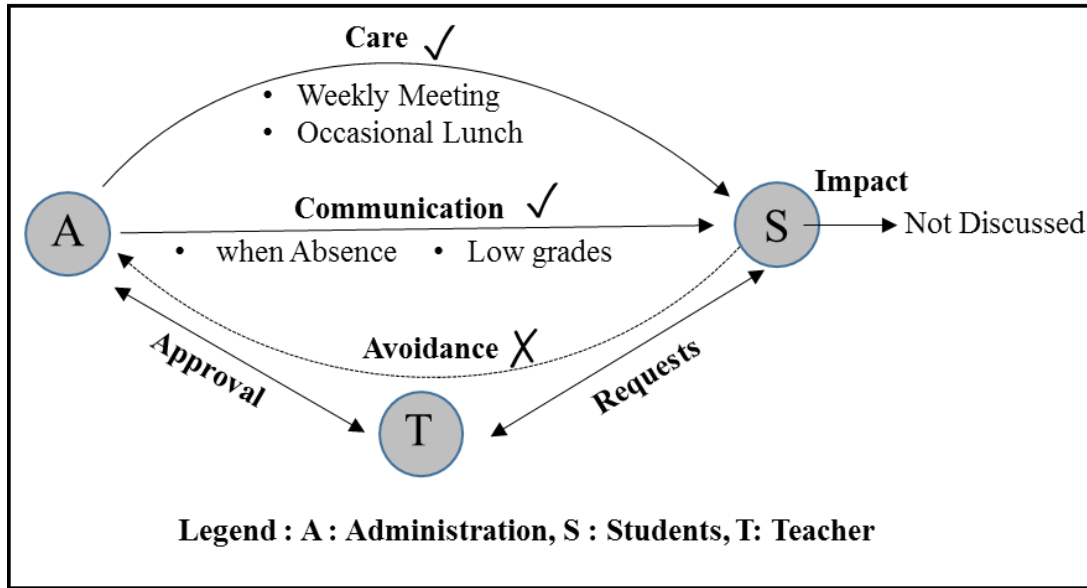 Care ✓
• Weekly Meeting
• Occasional Lunch
A
Communication ✓
• when Absence • Low grades
S
Impact
Not Discussed
Avoidance X
Approval
Requests
T
Legend : A : Administration, S : Students, T: Teacher